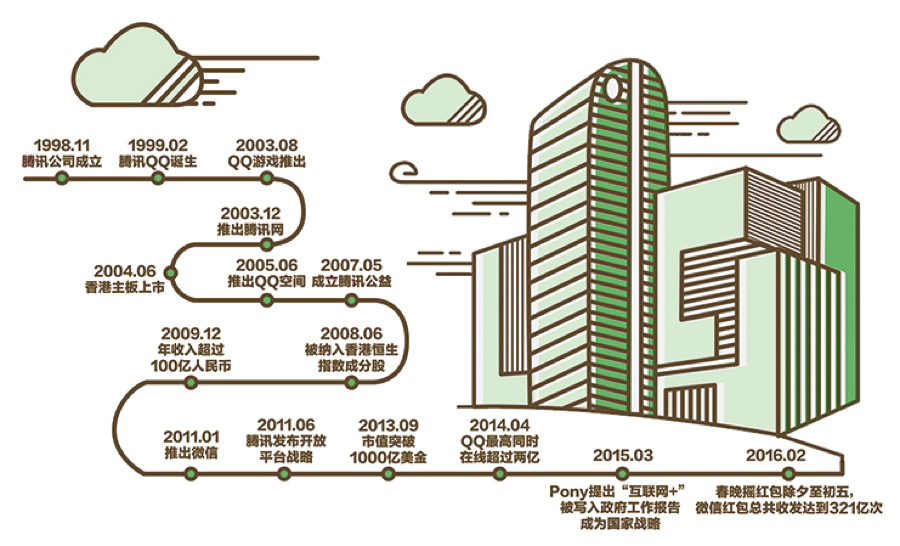 1998.11
腾讯公司成立
1999.02
腾讯QQ诞生
2003.08
QQ游戏推出
2003.12
推出腾讯网
2004.06
香港主板上市
2005.06
推出QQ空间
2007.05
成立腾讯公益
2008.06
被纳入香港恒生
指数成分股
2009.12
年收入超过
100亿人民币
2011.01
推出微信
2011.06
腾讯发布开放
平台战略
2013.09
市值突破
1000亿美金
2014.04
QQ最高同时
在线超过两亿
2015.03
Pony提出“互联网+”
被写入政府工作报告
成为国家战略
2016.02
春晚摇红包除夕至初五，
微信红包总共收发达到321亿次